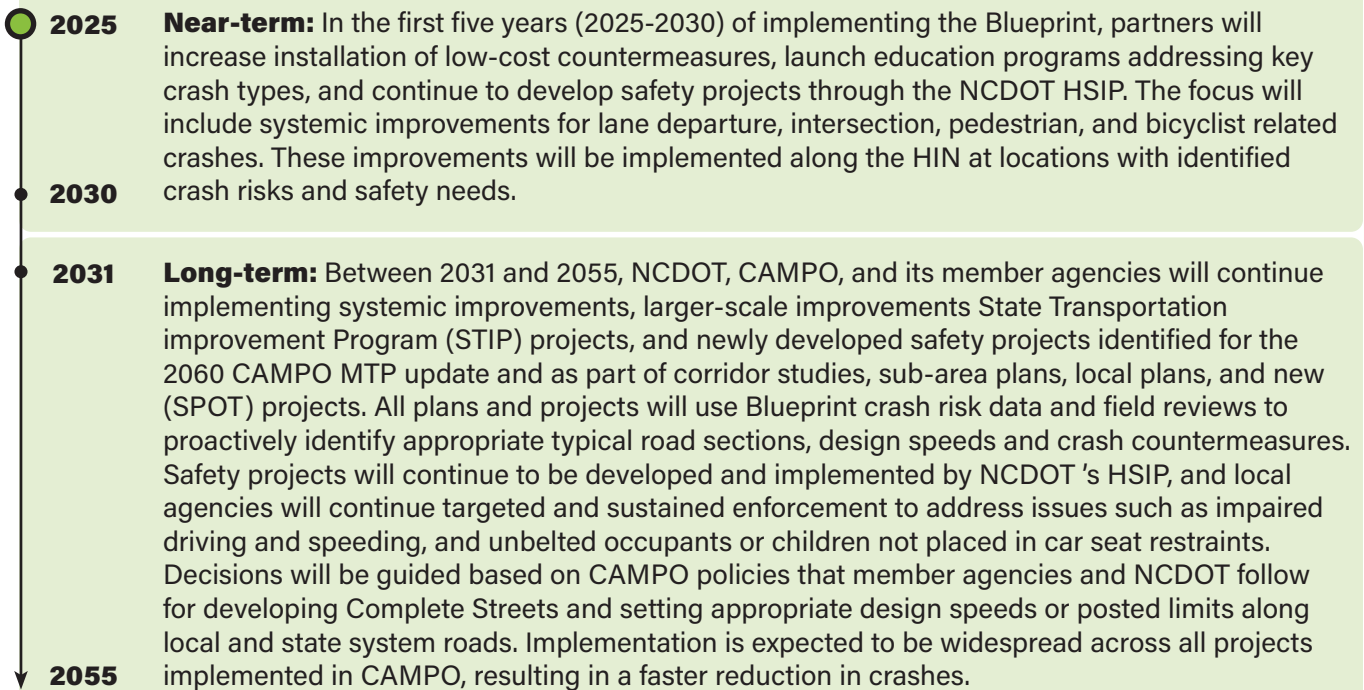 2025
Near-term: In the first five years (2025-2030) of implementing the Blueprint, partners will
increase installation of low-cost countermeasures, launch education programs addressing key
crash types, and continue to develop safety projects through the NCDOT HSIP. The focus will
include systemic improvements for lane departure, intersection, pedestrian, and bicyclist related
crashes. These improvements will be implemented along the HIN at locations with identified
2030
crash risks and safety needs.
2031
Long-term: Between 2031 and 2055, NCDOT, CAMPO, and its member agencies will continue
implementing systemic improvements, larger-scale improvements State Transportation
improvement Program (STIP) projects, and newly developed safety projects identified for the
2060 CAMPO MTP update and as part of corridor studies, sub-area plans, local plans, and new
(SPOT) projects. All plans and projects will use Blueprint crash risk data and field reviews to
proactively identify appropriate typical road sections, design speeds and crash countermeasures.
Safety projects will continue to be developed and implemented by NCDOT 's HSIP, and local
agencies will continue targeted and sustained enforcement to address issues such as impaired
driving and speeding, and unbelted occupants or children not placed in car seat restraints.
Decisions will be guided based on CAMPO policies that member agencies and NCDOT follow
for developing Complete Streets and setting appropriate design speeds or posted limits along
local and state system roads. Implementation is expected to be widespread across all projects
2055
implemented in CAMPO, resulting in a faster reduction in crashes.